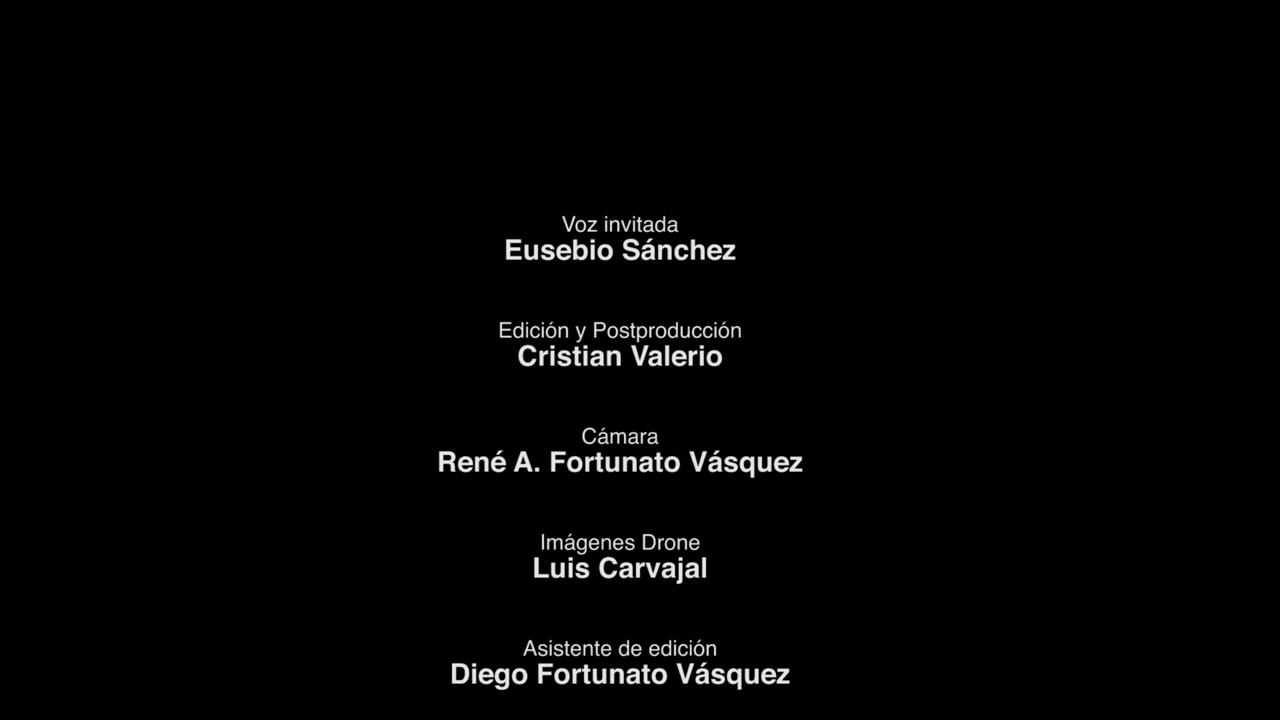 Voz invitada
Eusebio Sánchez
Edición y Postproducción
Cristian Valerio
Cámara
René A. Fortunato Vásquez
Imágenes Drone
Luis Carvajal
Asistente de edición
Diego Fortunato Vásquez